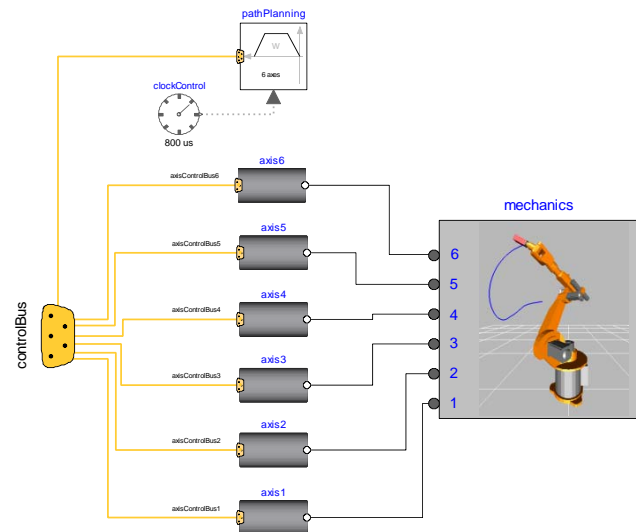 pathPlanning
W
6 axes
clockControl
800 us
axis6
axisControlBus6
mechanics
axis5
axisControlBus5
6
5
axis4
axisControlBus4
4
controlBus
axis3
3
axisControlBus3
2
axis2
1
axisControlBus2
axis1
axisControlBus1